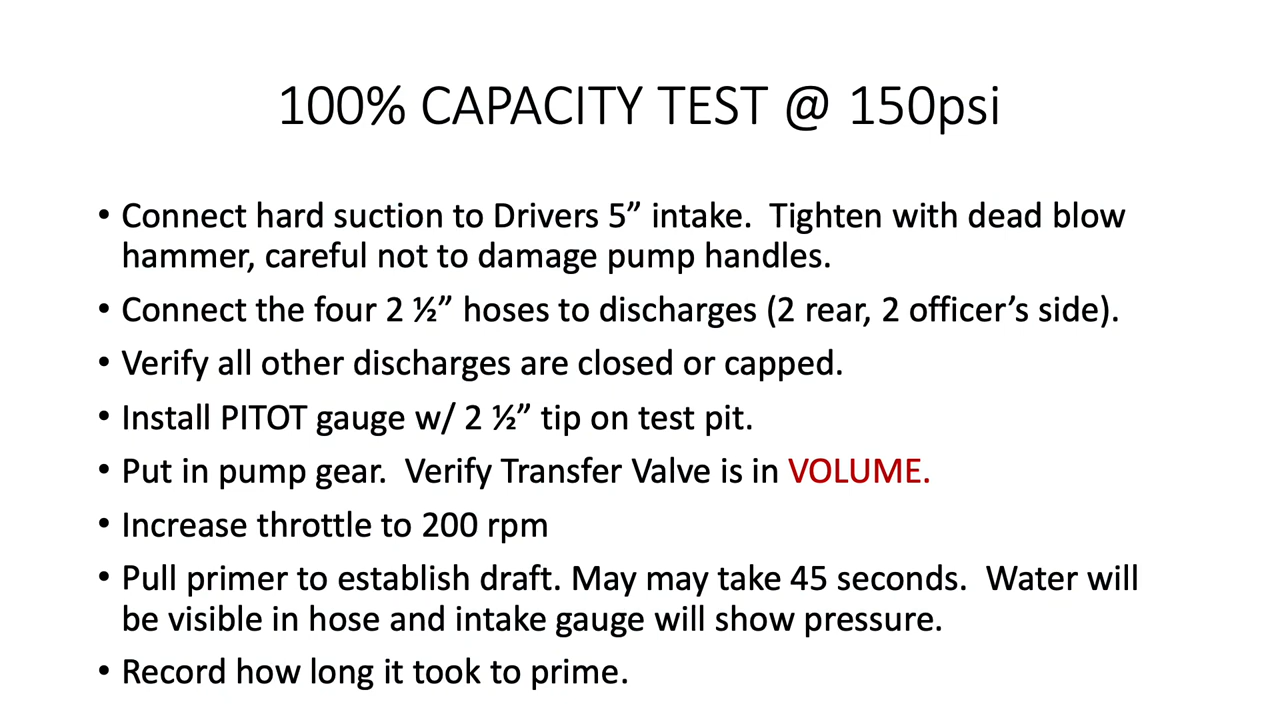 100% CAPACITY TEST @ 150psi
• Connect hard suction to Drivers 5” intake.  Tighten with dead blow
hammer, careful not to damage pump handles.
• Connect the four 2 ½” hoses to discharges (2 rear, 2 officer’s side).
• Verify all other discharges are closed or capped.
• Install PITOT gauge w/ 2 ½” tip on test pit.
• Put in pump gear.  Verify Transfer Valve is in VOLUME.
• Increase throttle to 200 rpm
• Pull primer to establish draft. May may take 45 seconds.  Water will
be visible in hose and intake gauge will show pressure.
• Record how long it took to prime.